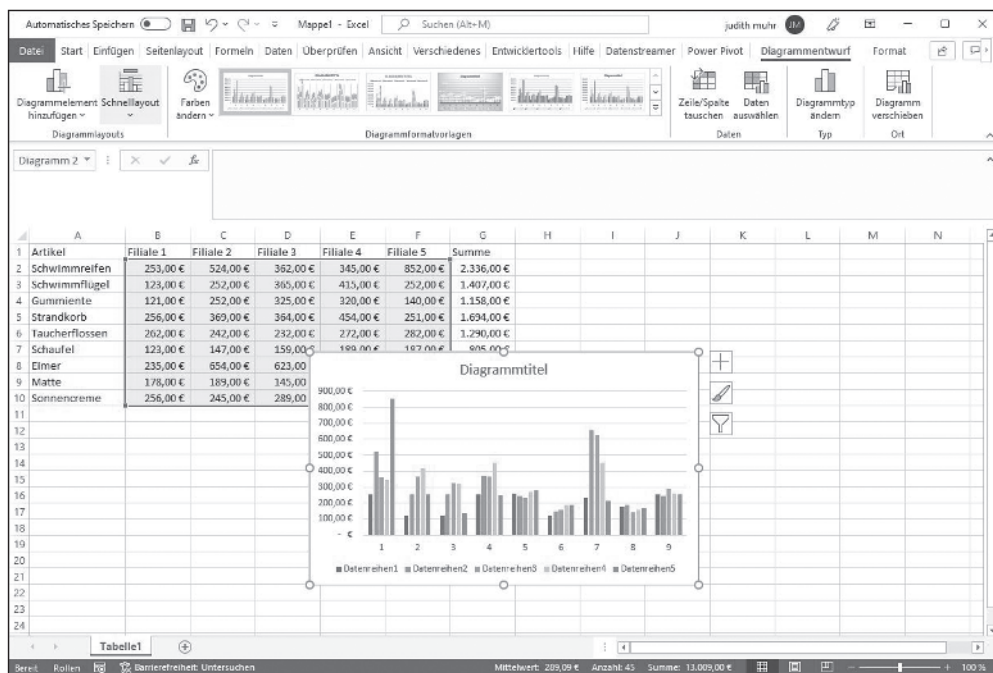 Automatisches Speichern Mappe1 - Excel Suchen (Alt+M) judith muhr JM
Datei Start Einfügen Seitenlayout Formeln Daten Überprüfen Ansicht Verschiedenes Entwicklertools Hilfe Datenstreamer Power Pivot Diagrammentwurf Format
Diagrammelement Schnelllayout Farben Zeile/Spalte Daten Diagrammtyp Diagramm
hinzufügen ändern tauschen auswählen ändern verschieben
Diagrammlayouts Diagrammformatvorlagen Daten Typ Ort
Diagramm 2 fx
A B C D E F G H I J K L M N
1 Artikel Filiale 1 Filiale 2 Filiale 3 Filiale 4 Filiale 5 Summe
2 Schwimmreifen 253,00 € 524,00 € 362,00 € 345,00 € 852,00 € 2.336,00 €
3 Schwimmflügel 123,00 € 252,00 € 365,00 € 415,00 € 252,00 € 1.407,00 €
4 Gummiente 121,00 € 252,00 € 325,00 € 320,00 € 140,00 € 1.158,00 €
5 Strandkorb 256,00 € 369,00 € 364,00 € 454,00 € 251,00 € 1.694,00 €
6 Taucherflossen 262,00 € 242,00 € 232,00 € 272,00 € 282,00 € 1.290,00 €
7 Schaufel 123,00 € 147,00 € 159,00 € 189,00 € 187,00 € 805,00 €
8 Eimer 235,00 € 654,00 € 623,00
9 Matte 178,00 € 189,00 € 145,00
10 Sonnencreme 256,00 € 245,00 € 289,00
11
12
13
14
15
16
17
18
19
20
21
22
23
24
Diagrammtitel
900,00 €
800,00 €
700,00 €
600,00 €
500,00 €
400,00 €
300,00 €
200,00 €
100,00 €
- €
1 2 3 4 5 6 7 8 9
Datenreihen1 Datenreihen2 Datenreihen3 Datenreihen4 Datenreihen5
Tabelle1
Bereit Rollen Barrierefreiheit: Untersuchen Mittelwert: 289,09 € Anzahl: 45 Summe: 13.009,00 € 100 %